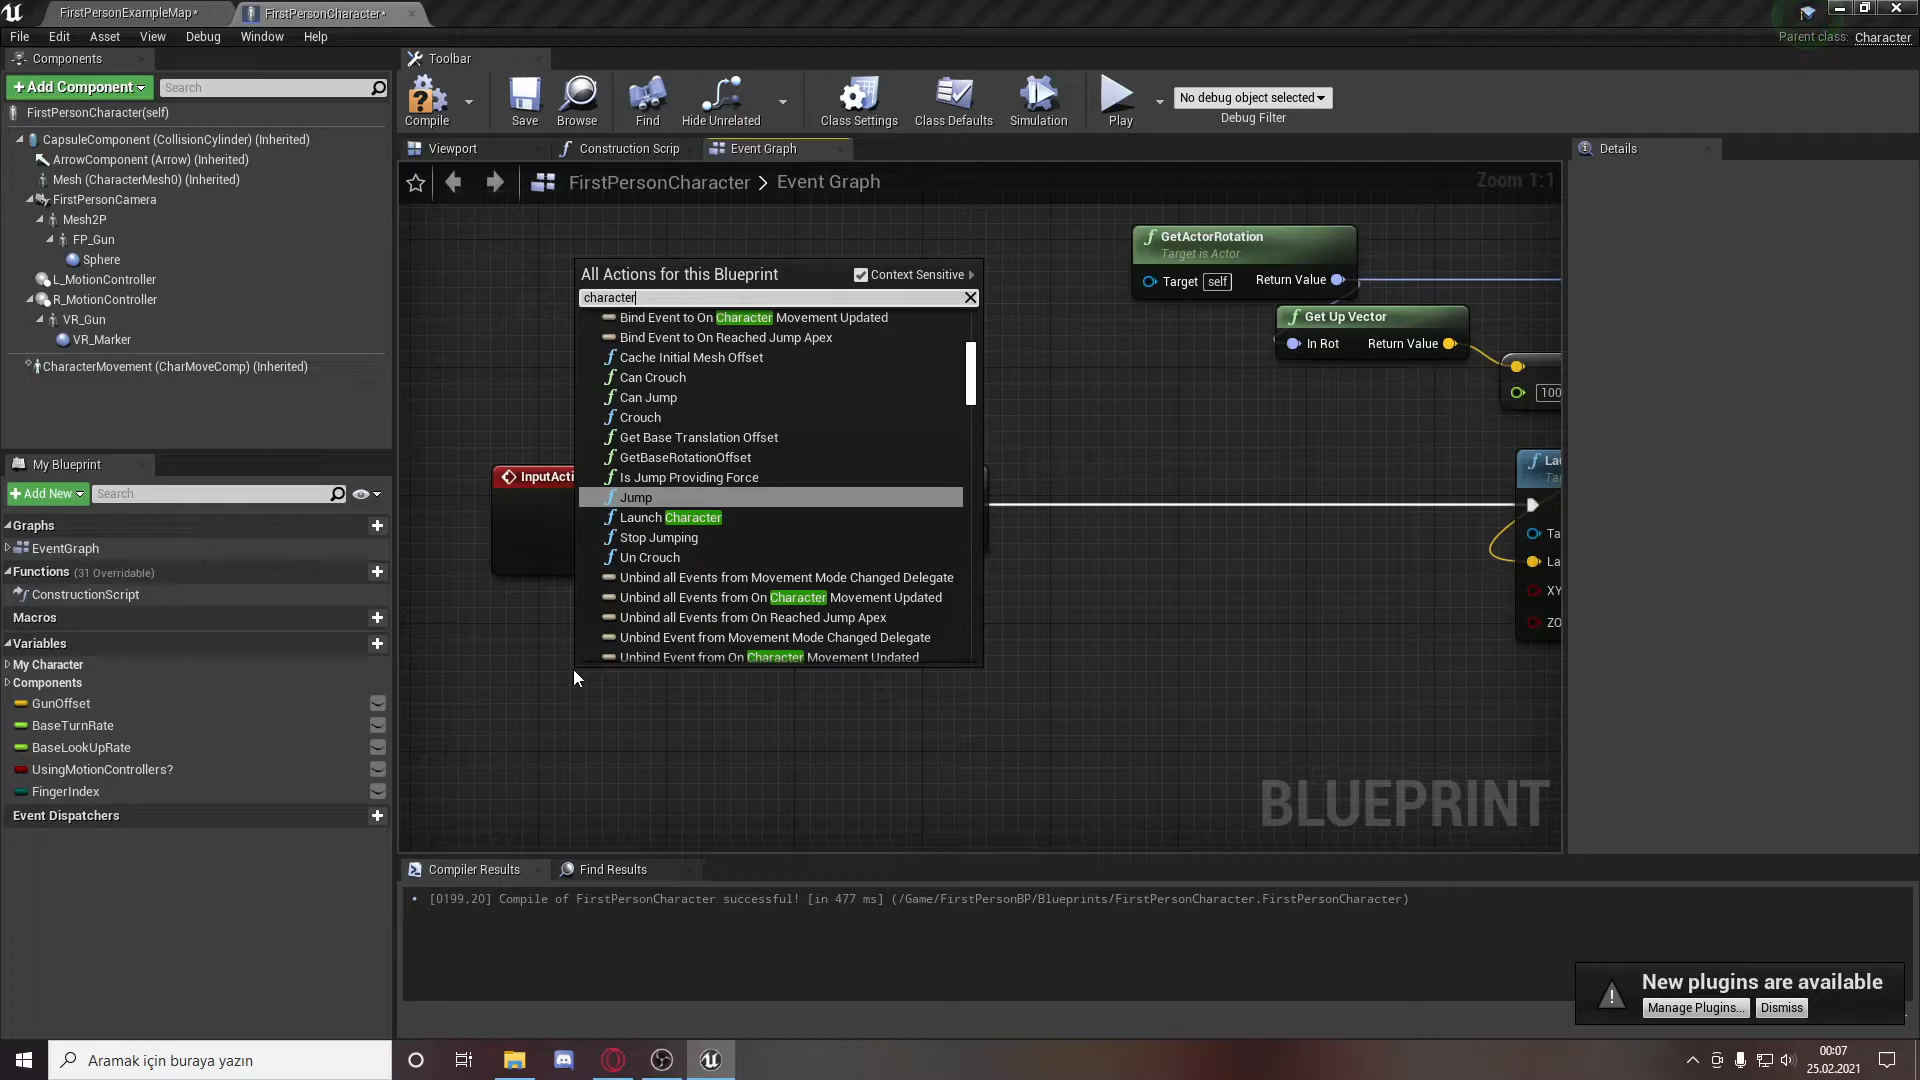 FirstPersonExampleMap*
FirstPersonCharacter*
File Edit Asset View Debug Window Help
Parent class: Character
Components
Toolbar
+ Add Component
Search
FirstPersonCharacter(self)
CapsuleComponent (CollisionCylinder) (Inherited)
ArrowComponent (Arrow) (Inherited)
Mesh (CharacterMesh0) (Inherited)
FirstPersonCamera
Mesh2P
FP_Gun
Sphere
L_MotionController
R_MotionController
VR_Gun
VR_Marker
CharacterMovement (CharMoveComp) (Inherited)
Compile
Save
Browse
Find
Hide Unrelated
Class Settings
Class Defaults
Simulation
Play
No debug object selected
Debug Filter
Viewport
Construction Scrip
Event Graph
Details
FirstPersonCharacter > Event Graph
Zoom 1:1
GetActorRotation
Target is Actor
Target self
Return Value
Get Up Vector
In Rot
Return Value
100
All Actions for this Blueprint
Context Sensitive
character
Bind Event to On Character Movement Updated
Bind Event to On Reached Jump Apex
Cache Initial Mesh Offset
Can Crouch
Can Jump
Crouch
Get Base Translation Offset
GetBaseRotationOffset
Is Jump Providing Force
Jump
Launch Character
Stop Jumping
Un Crouch
Unbind all Events from Movement Mode Changed Delegate
Unbind all Events from On Character Movement Updated
Unbind all Events from On Reached Jump Apex
Unbind Event from Movement Mode Changed Delegate
Unbind Event from On Character Movement Updated
InputActi
Lau
Tar
Ta
La
XY
ZO
BLUEPRINT
My Blueprint
+ Add New
Search
Graphs
EventGraph
Functions (31 Overridable)
ConstructionScript
Macros
Variables
My Character
Components
GunOffset
BaseTurnRate
BaseLookUpRate
UsingMotionControllers?
FingerIndex
Event Dispatchers
Compiler Results
Find Results
[0199,20] Compile of FirstPersonCharacter successful! [in 477 ms] (/Game/FirstPersonBP/Blueprints/FirstPersonCharacter.FirstPersonCharacter)
New plugins are available
Manage Plugins...
Dismiss
Aramak için buraya yazın
00:07
25.02.2021